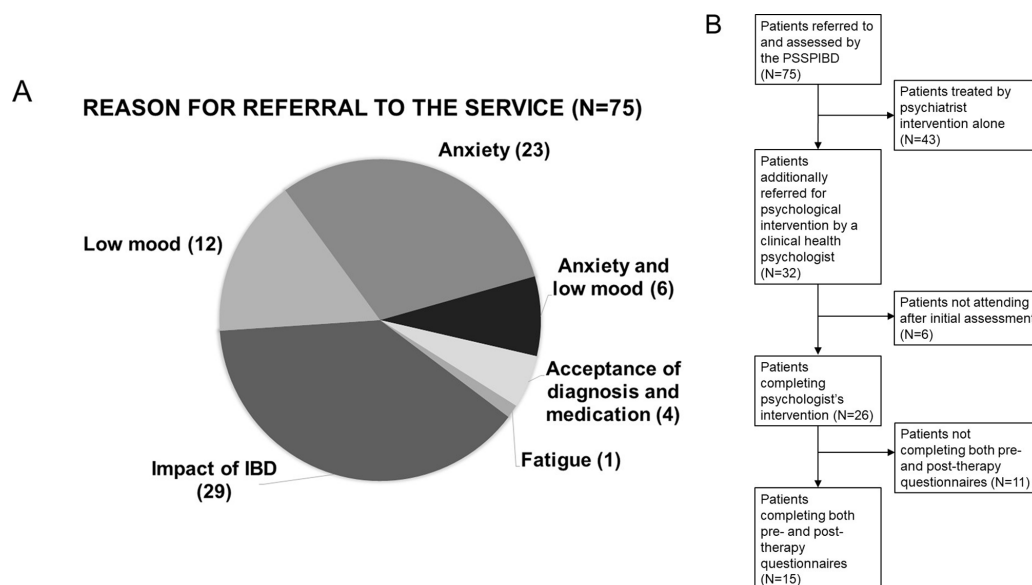 A
REASON FOR REFERRAL TO THE SERVICE (N=75)
Anxiety (23)
Low mood (12)
Anxiety and
low mood (6)
Acceptance of
diagnosis and
medication (4)
Fatigue (1)
Impact of IBD
(29)
B
Patients referred to
and assessed by
the PSSPIBD
(N=75)
Patients treated by
psychiatrist
intervention alone
(N=43)
Patients
additionally
referred for
psychological
intervention by a
clinical health
psychologist
(N=32)
Patients not attending
after initial assessment
(N=6)
Patients
completing
psychologist's
intervention (N=26)
Patients not
completing both pre-
and post-therapy
questionnaires (N=11)
Patients
completing both
pre- and post-
therapy
questionnaires
(N=15)